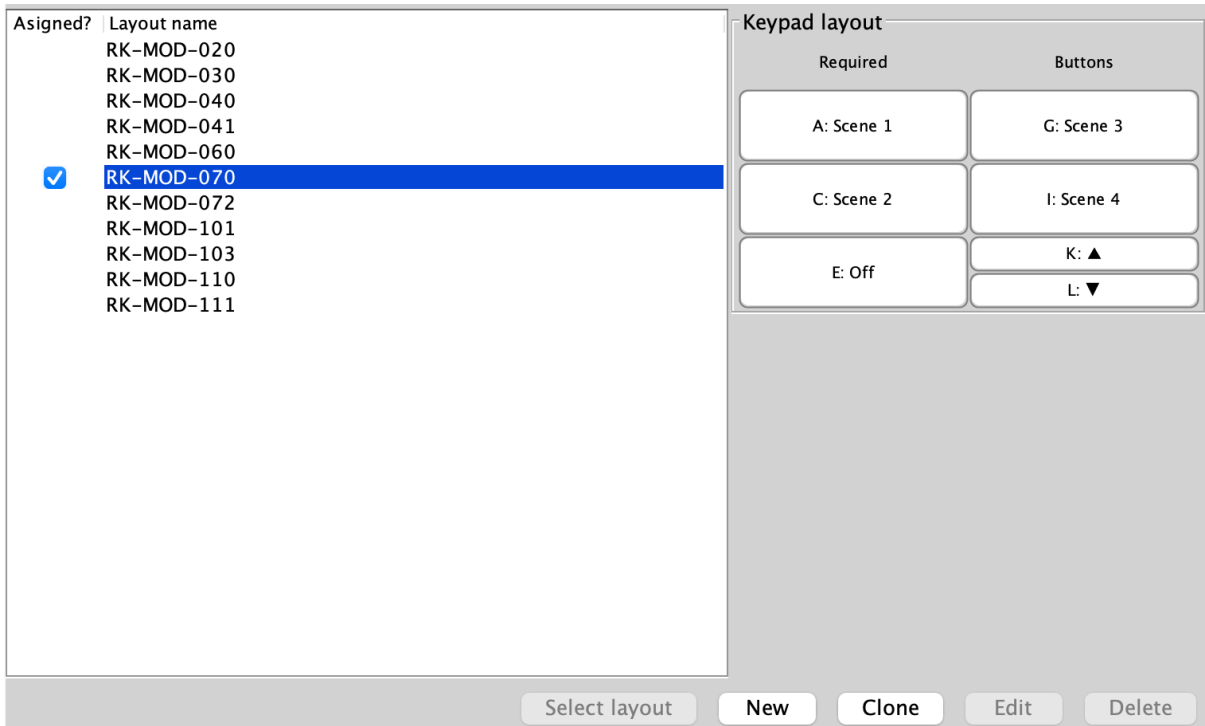 Asigned? Layout name
RK-MOD-020
RK-MOD-030
RK-MOD-040
RK-MOD-041
RK-MOD-060
RK-MOD-070
RK-MOD-072
RK-MOD-101
RK-MOD-103
RK-MOD-110
RK-MOD-111
Keypad layout
Required Buttons
A: Scene 1 G: Scene 3
C: Scene 2 I: Scene 4
E: Off K: ▲
L: ▼
Select layout New Clone Edit Delete